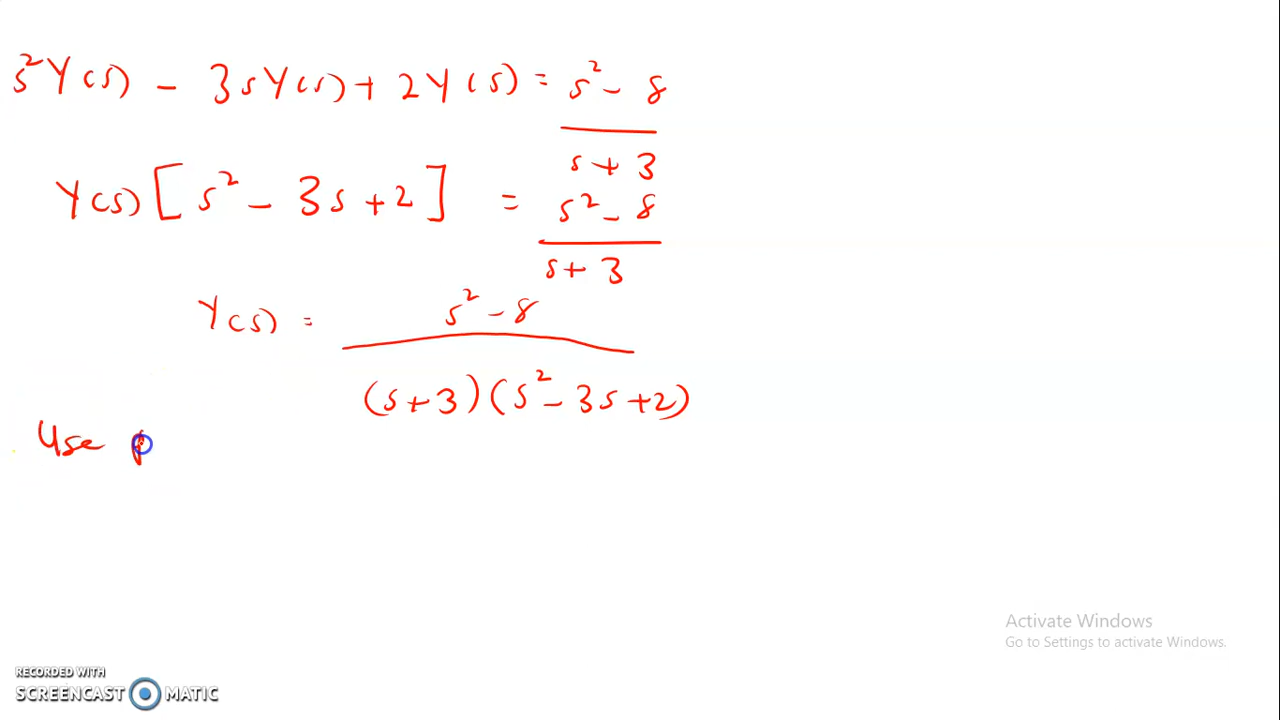 s²Y(s) - 3sY(s) + 2Y(s) = s² - 8
s + 3
Y(s) [s² - 3s + 2] = s² - 8
s + 3
Y(s) = s² - 8
(s + 3)(s² - 3s + 2)
Use p
Activate Windows
Go to Settings to activate Windows.
RECORDED WITH
SCREENCAST MATIC